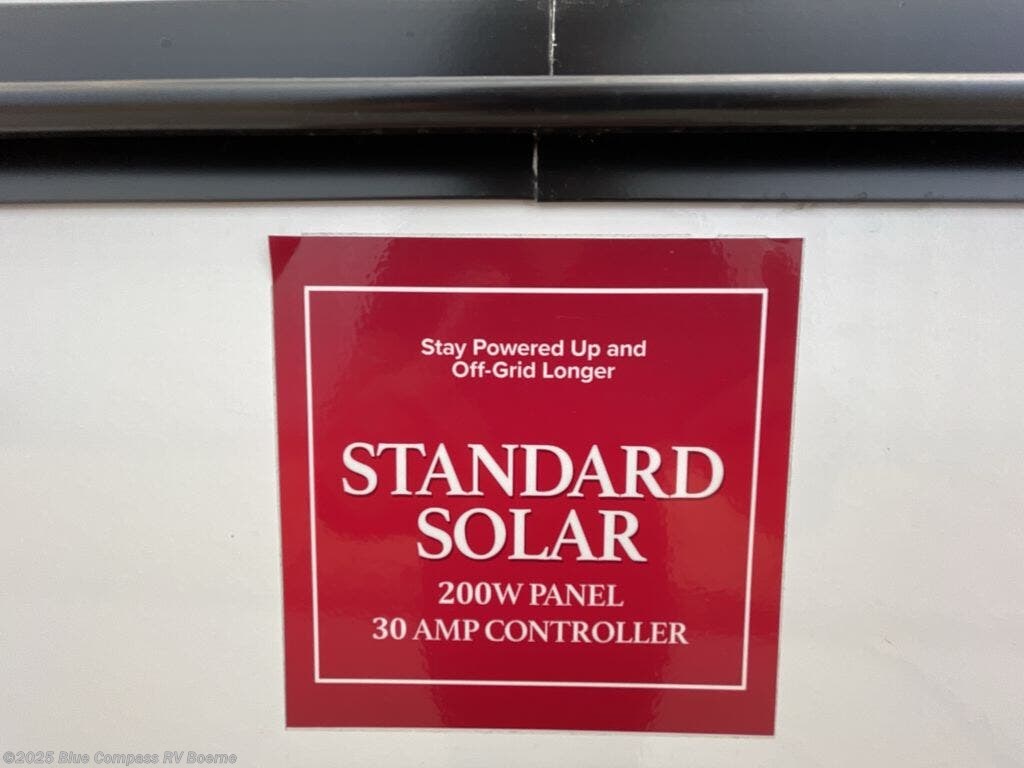 Stay Powered Up and
Off-Grid Longer
STANDARD
SOLAR
200W PANEL
30 AMP CONTROLLER
©2025 Blue Compass RV Boerne